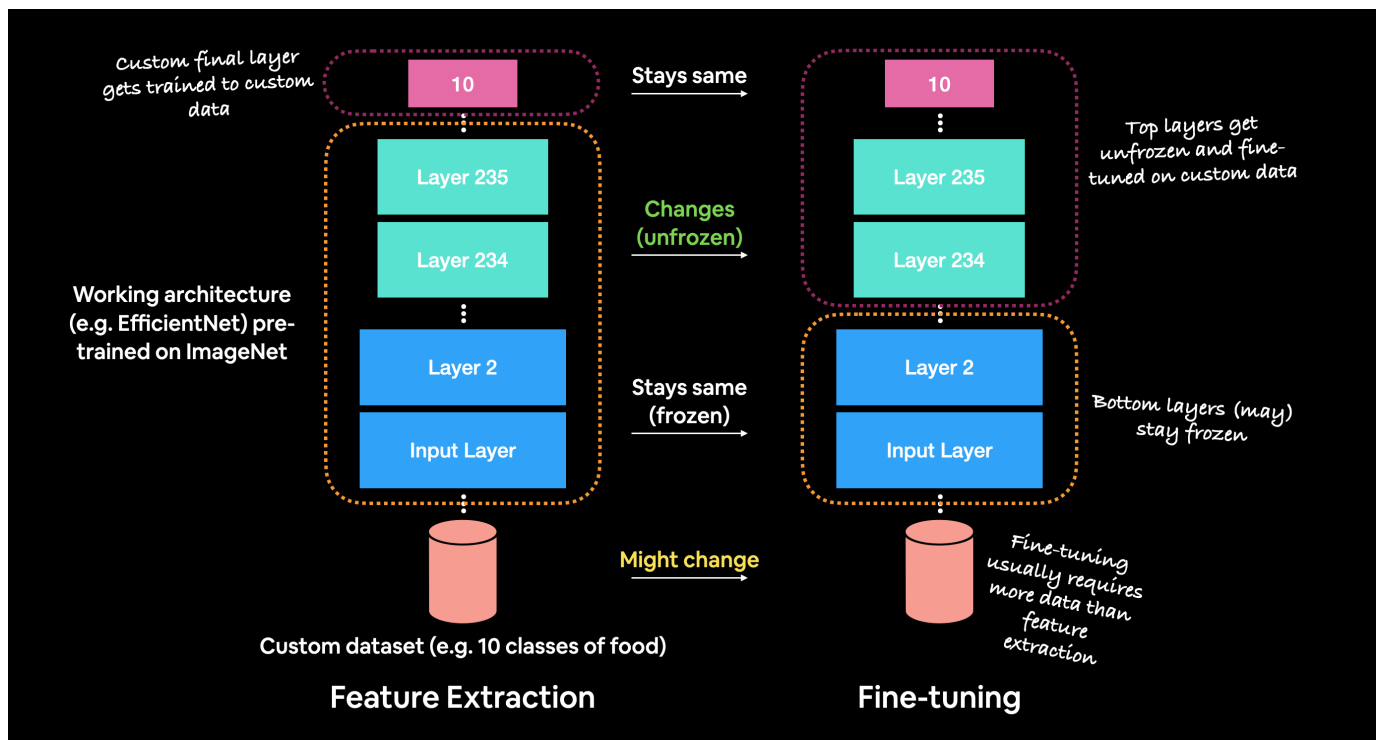 Custom final layer
gets trained to custom
data
10
Stays same
10
Layer 235
Layer 235
Top layers get
unfrozen and fine-
tuned on custom data
Changes
(unfrozen)
Layer 234
Layer 234
Working architecture
(e.g. EfficientNet) pre-
trained on ImageNet
Layer 2
Stays same
(frozen)
Layer 2
Bottom layers (may)
stay frozen
Input Layer
Input Layer
Might change
Fine-tuning
usually requires
more data than
feature
extraction
Custom dataset (e.g. 10 classes of food)
Feature Extraction
Fine-tuning